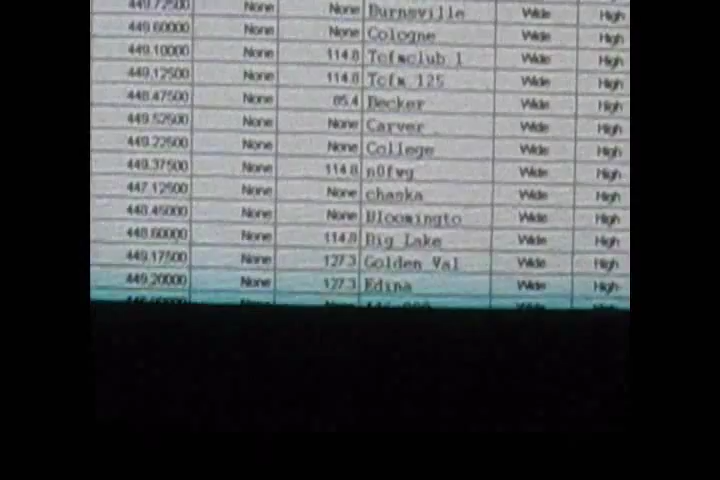 449.72500 None None Burnsville Wide High
449.60000 None None Cologne Wide High
449.10000 None 114.8 Tcfmclub 1 Wide High
449.12500 None 114.8 Tcfm 125 Wide High
448.47500 None 85.4 Becker Wide High
449.52500 None None Carver Wide High
449.22500 None None College Wide High
449.37500 None 114.8 n0fwg Wide High
447.12500 None None chaska Wide High
448.45000 None None Bloomingto Wide High
448.60000 None 114.8 Big Lake Wide High
449.17500 None 127.3 Golden Val Wide High
449.20000 None 127.3 Edina Wide High